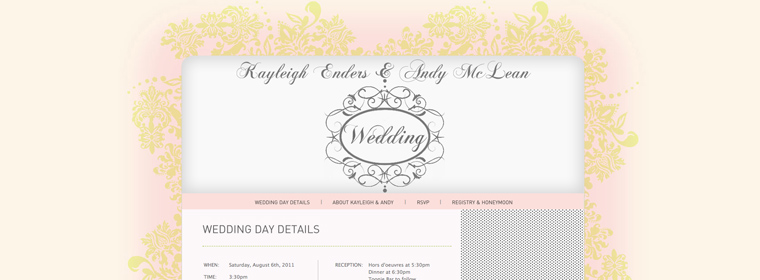 Kayleigh Enders & Andy McLean
Wedding
WEDDING DAY DETAILS | ABOUT KAYLEIGH & ANDY | RSVP | REGISTRY & HONEYMOON
WEDDING DAY DETAILS
WHEN: Saturday, August 6th, 2011
TIME: 3:30pm
RECEPTION: Hors d'oeuvres at 5:30pm
Dinner at 6:30pm